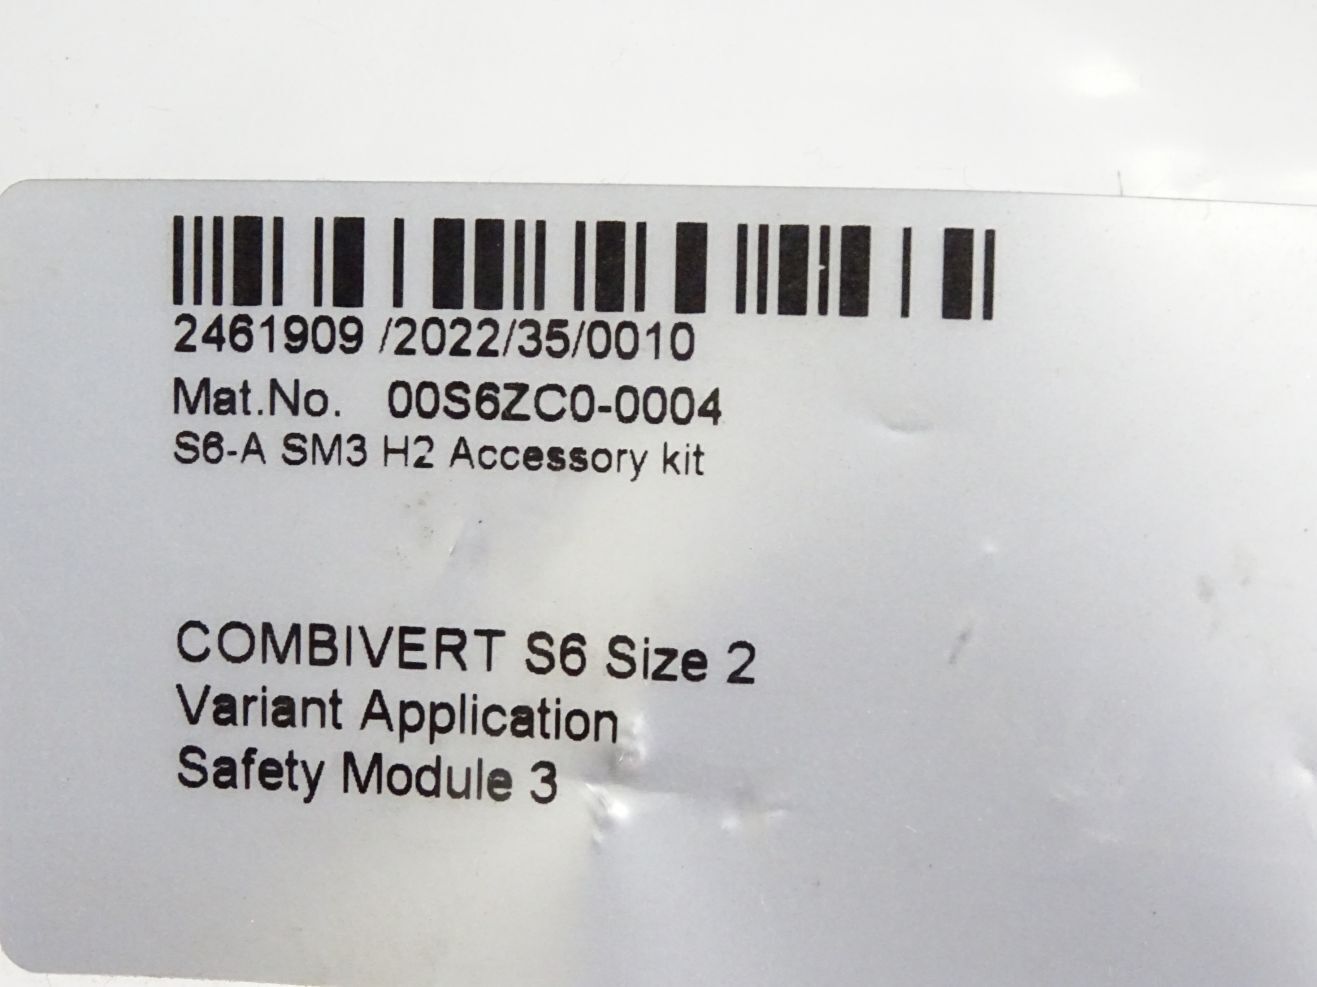 2461909 /2022/35/0010
Mat.No. 00S6ZC0-0004
S6-A SM3 H2 Accessory kit
COMBIVERT S6 Size 2
Variant Application
Safety Module 3